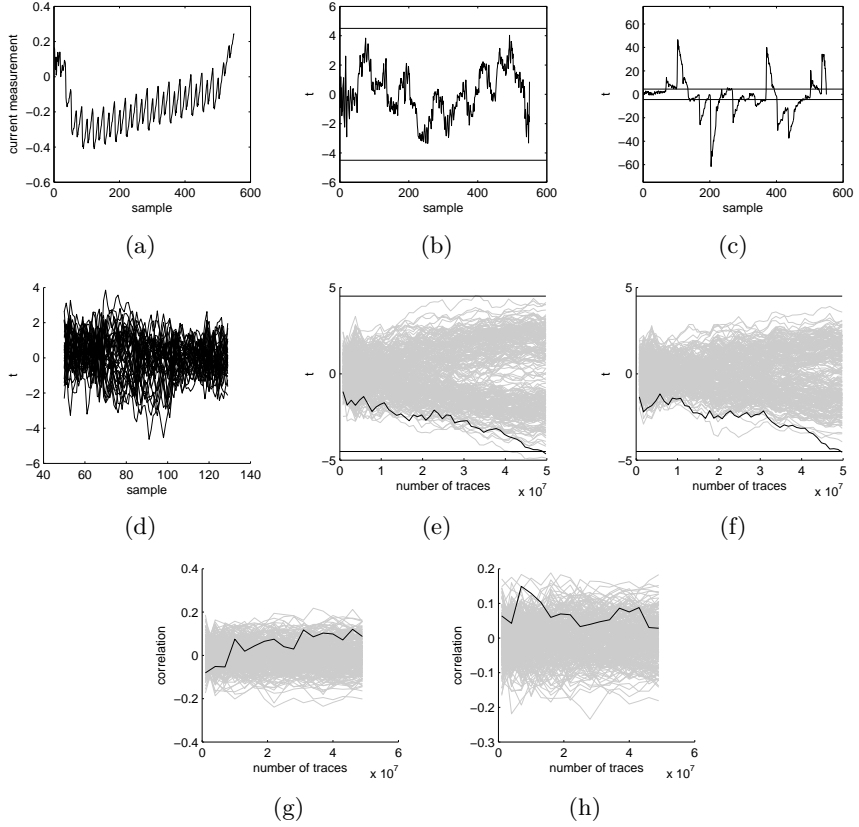 0.4
0.2
0
−0.2
−0.4
−0.6
current measurement
0 200 400 600
sample
(a)
6
4
2
0
−2
−4
−6
t
0 200 400 600
sample
(b)
60
40
20
0
−20
−40
−60
t
0 200 400 600
sample
(c)
4
2
0
−2
−4
−6
t
40 60 80 100 120 140
sample
(d)
5
0
−5
t
0 1 2 3 4 5
number of traces
x 10^7
(e)
5
0
−5
t
0 1 2 3 4 5
number of traces
x 10^7
(f)
0.4
0.2
0
−0.2
−0.4
correlation
0 2 4 6
number of traces
x 10^7
(g)
0.2
0.1
0
−0.1
−0.2
−0.3
correlation
0 2 4 6
number of traces
x 10^7
(h)